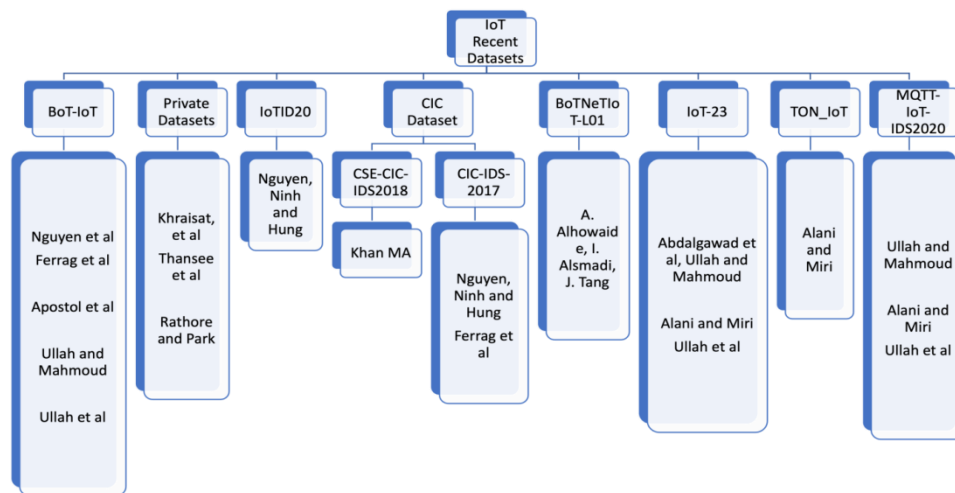 IoT
Recent
Datasets
BoT-IoT
Private
Datasets
IoTID20
CIC
Dataset
BoTNeTIo
T-L01
IoT-23
TON_IoT
MQTT-
IoT-
IDS2020
Nguyen et al
Ferrag et al
Apostol et al
Ullah and
Mahmoud
Ullah et al
Khraisat,
et al
Thansee
et al
Rathore
and Park
Nguyen,
Ninh and
Hung
CSE-CIC-
IDS2018
Khan MA
CIC-IDS-
2017
Nguyen,
Ninh and
Hung
Ferrag et
al
A.
Alhowaid
e, I.
Alsmadi,
J. Tang
Abdalgawad et
al, Ullah and
Mahmoud
Alani and Miri
Ullah et al
Alani
and
Miri
Ullah and
Mahmoud
Alani and
Miri
Ullah et al